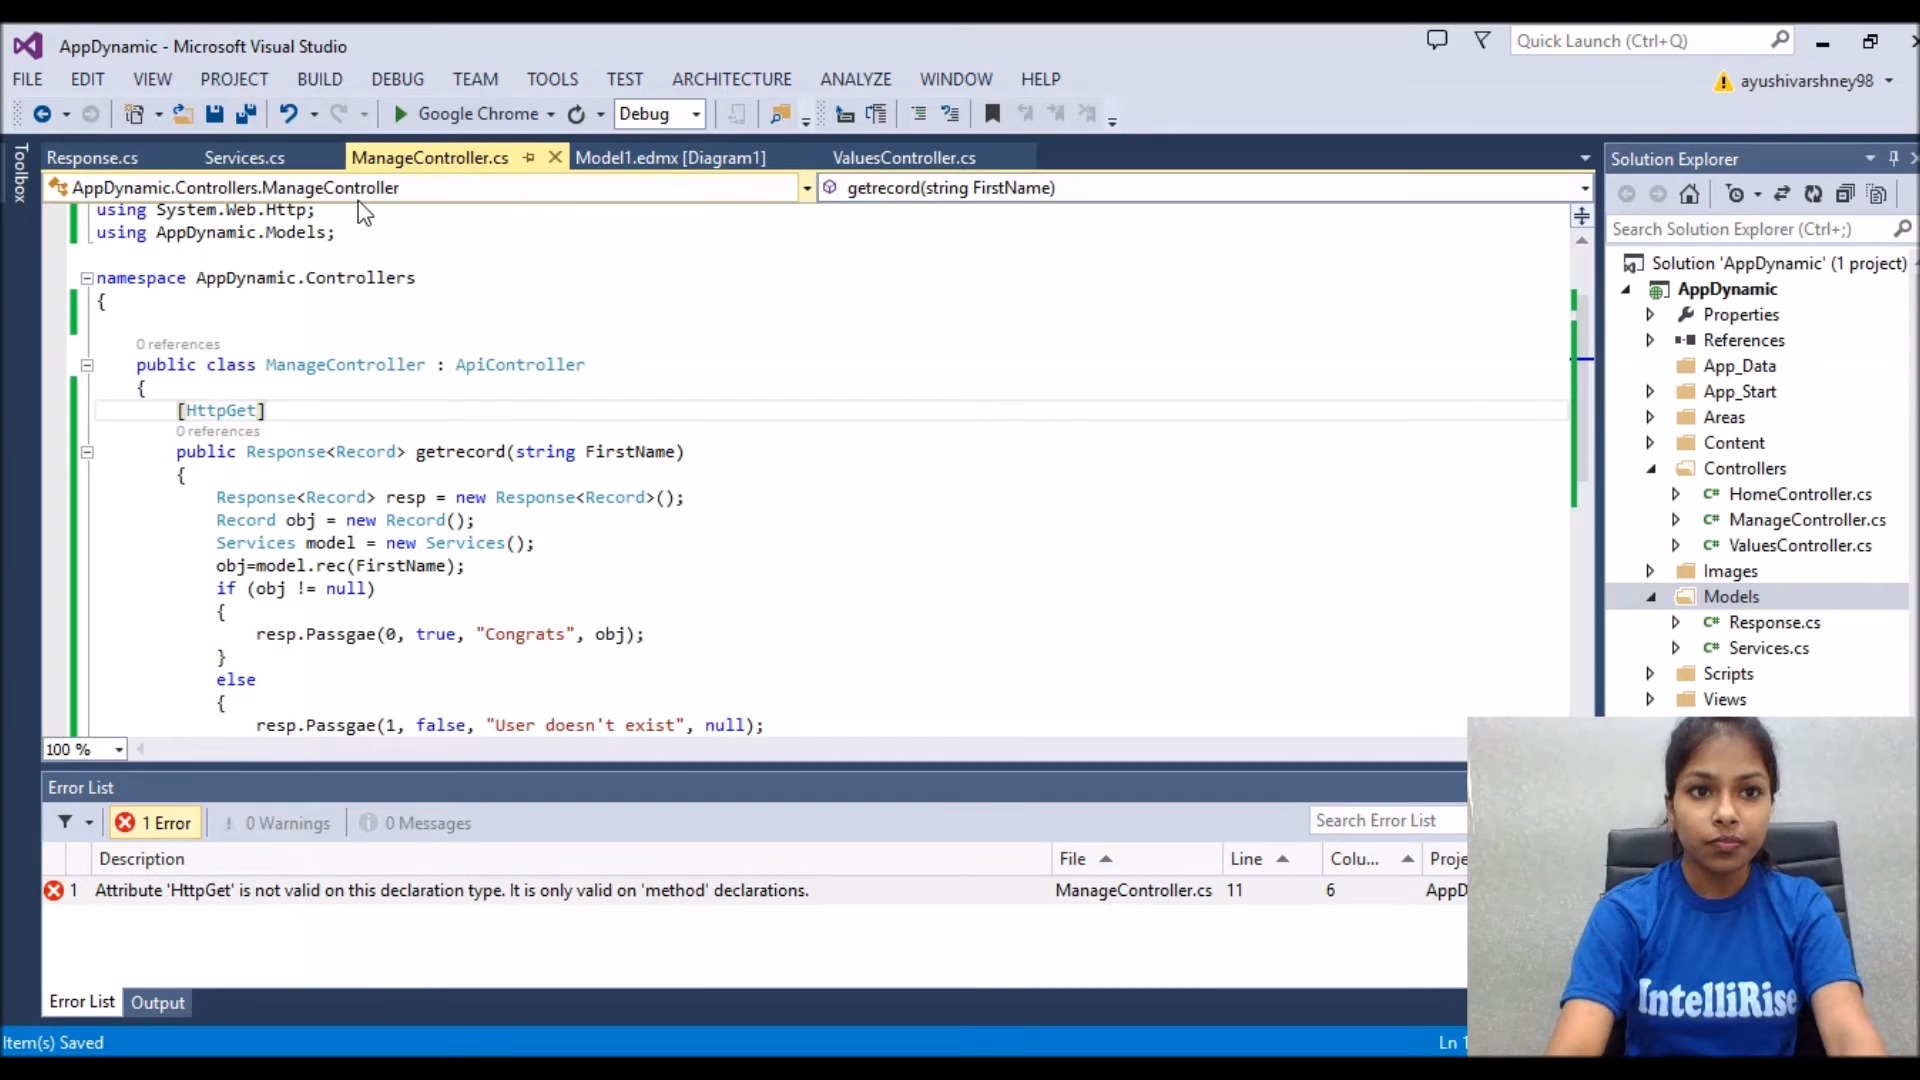 AppDynamic - Microsoft Visual Studio
Quick Launch (Ctrl+Q)
FILE EDIT VIEW PROJECT BUILD DEBUG TEAM TOOLS TEST ARCHITECTURE ANALYZE WINDOW HELP
ayushivarshney98
Google Chrome Debug
Toolbox
Response.cs Services.cs ManageController.cs Model1.edmx [Diagram1] ValuesController.cs
AppDynamic.Controllers.ManageController getrecord(string FirstName)
using System.Web.Http;
using AppDynamic.Models;
namespace AppDynamic.Controllers
{
0 references
public class ManageController : ApiController
{
[HttpGet]
0 references
public Response<Record> getrecord(string FirstName)
{
Response<Record> resp = new Response<Record>();
Record obj = new Record();
Services model = new Services();
obj=model.rec(FirstName);
if (obj != null)
{
resp.Passgae(0, true, "Congrats", obj);
}
else
{
resp.Passgae(1, false, "User doesn't exist", null);
100 %
Solution Explorer
Search Solution Explorer (Ctrl+;)
Solution 'AppDynamic' (1 project)
AppDynamic
Properties
References
App_Data
App_Start
Areas
Content
Controllers
C# HomeController.cs
C# ManageController.cs
C# ValuesController.cs
Images
Models
C# Response.cs
C# Services.cs
Scripts
Views
Error List
1 Error 0 Warnings 0 Messages
Search Error List
Description File Line Colu... Proje
1 Attribute 'HttpGet' is not valid on this declaration type. It is only valid on 'method' declarations. ManageController.cs 11 6 AppD
Error List Output
Item(s) Saved
Ln 1
IntelliRise